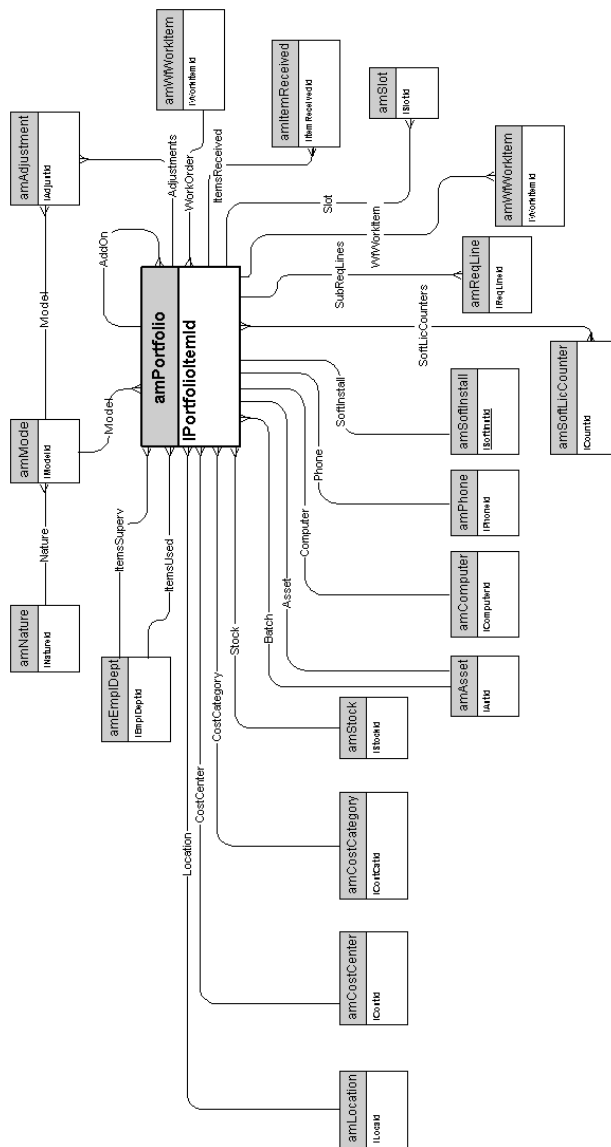 amNature
lNatureId
Nature
amMode
lModelId
Model
amAdjustment
lAdjustId
Model
AddOn
amEmplDept
lEmplDeptId
ItemsSuperv
ItemsUsed
amPortfolio
lPortfolioItemId
Adjustments
WorkOrder
ItemsReceived
amWfWorkItem
lWorkItemId
amItemReceived
lItemReceivedId
Location
CostCenter
CostCategory
Stock
Batch
Asset
Computer
Phone
SoftInstall
SoftLicCounters
SubReqLines
WfWorkItem
Slot
amSlot
lSlotId
amLocation
lLocaId
amCostCenter
lCostId
amCostCategory
lCostCatId
amStock
lStockId
amAsset
lAstId
amComputer
lComputerId
amPhone
lPhoneId
amSoftInstall
lSoftInstId
amReqLine
lReqLineId
amWfWorkItem
lWorkItemId
amSoftLicCounter
lCountId